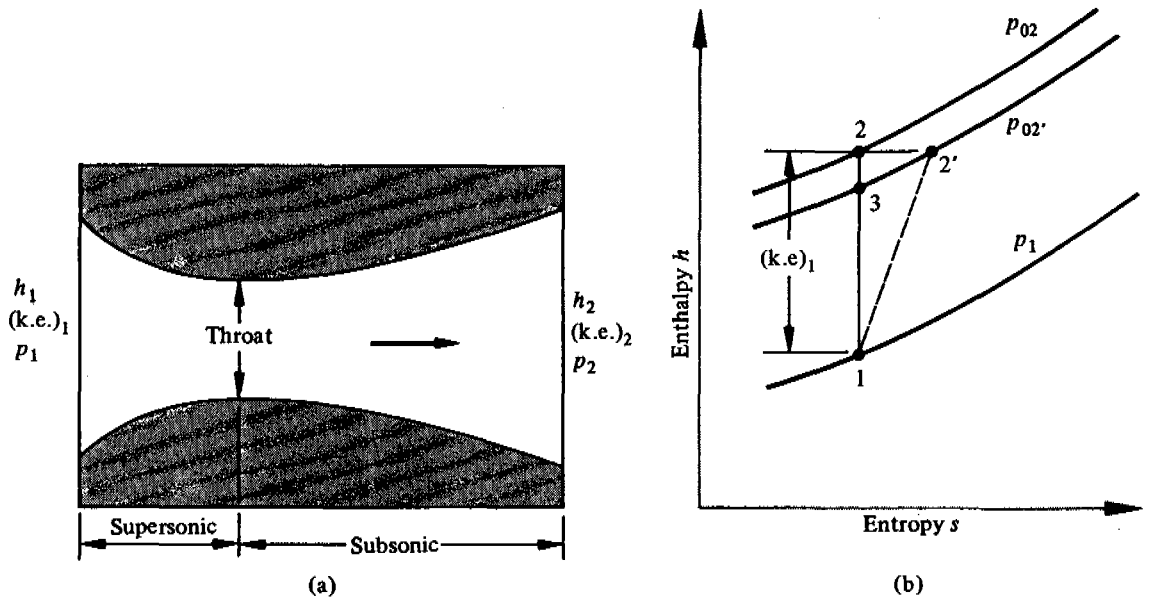 h₁
(k.e.)₁
p₁
Throat
h₂
(k.e.)₂
p₂
Supersonic
Subsonic
(a)
Enthalpy h
p₀₂
p₀₂'
2
2'
3
(k.e)₁
p₁
1
Entropy s
(b)